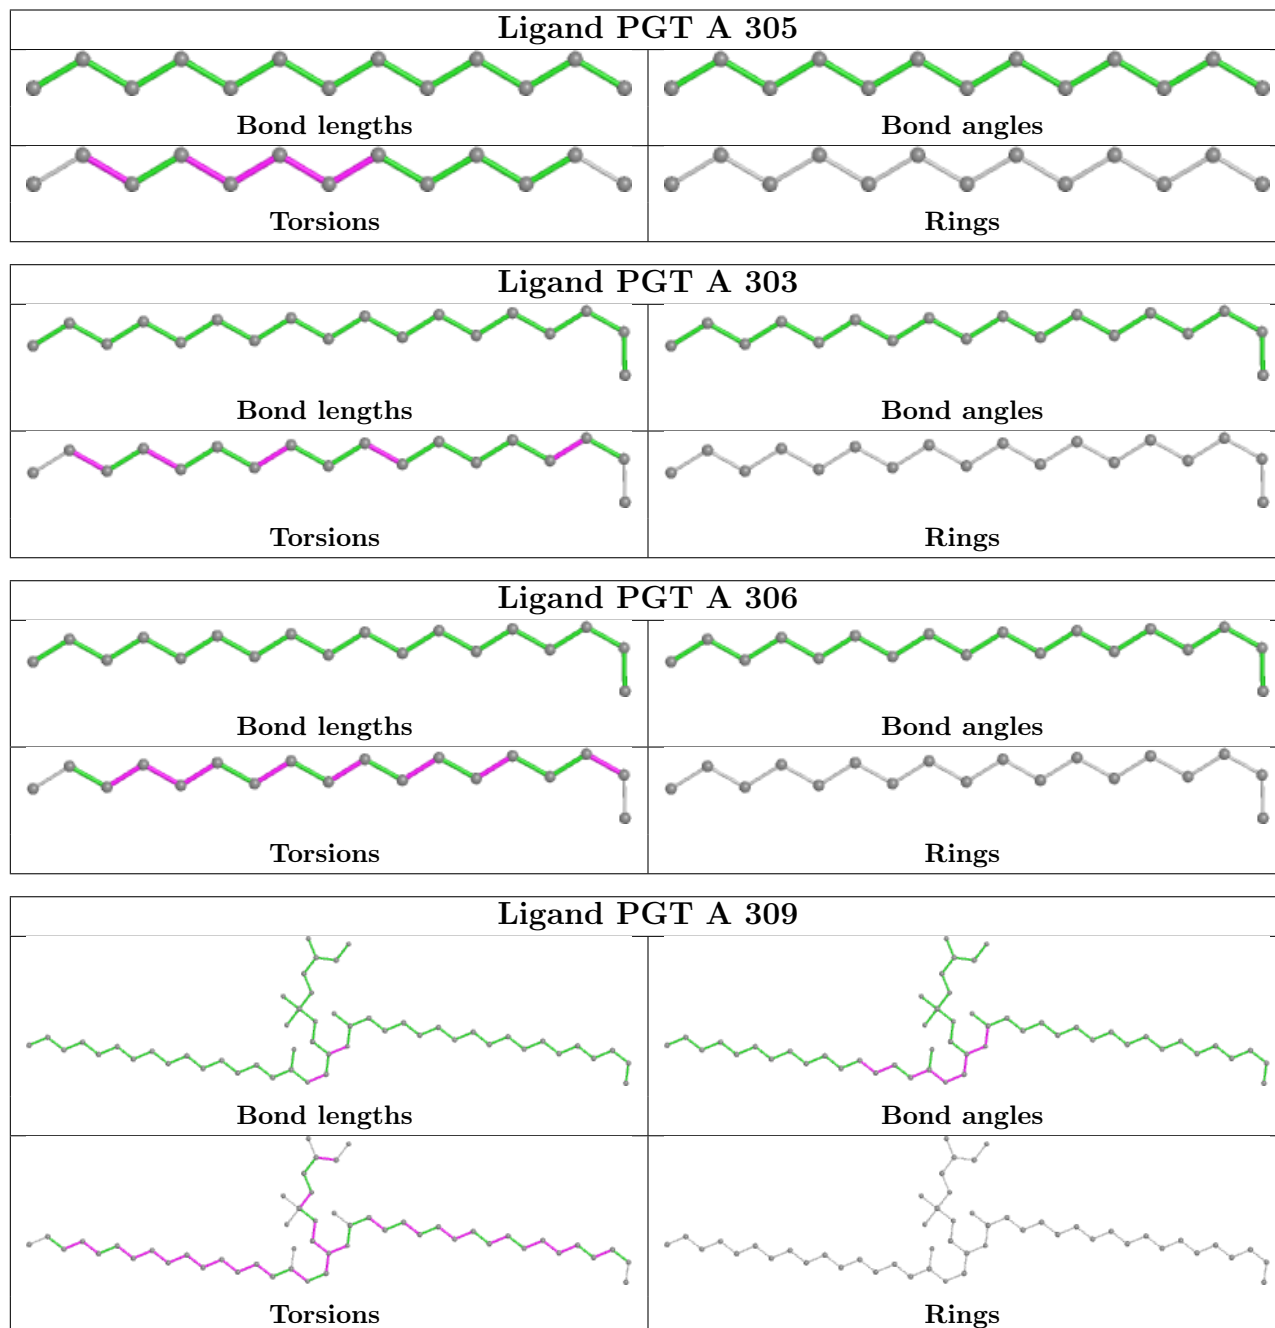 Ligand PGT A 305
Bond lengths
Bond angles
Torsions
Rings
Ligand PGT A 303
Bond lengths
Bond angles
Torsions
Rings
Ligand PGT A 306
Bond lengths
Bond angles
Torsions
Rings
Ligand PGT A 309
Bond lengths
Bond angles
Torsions
Rings